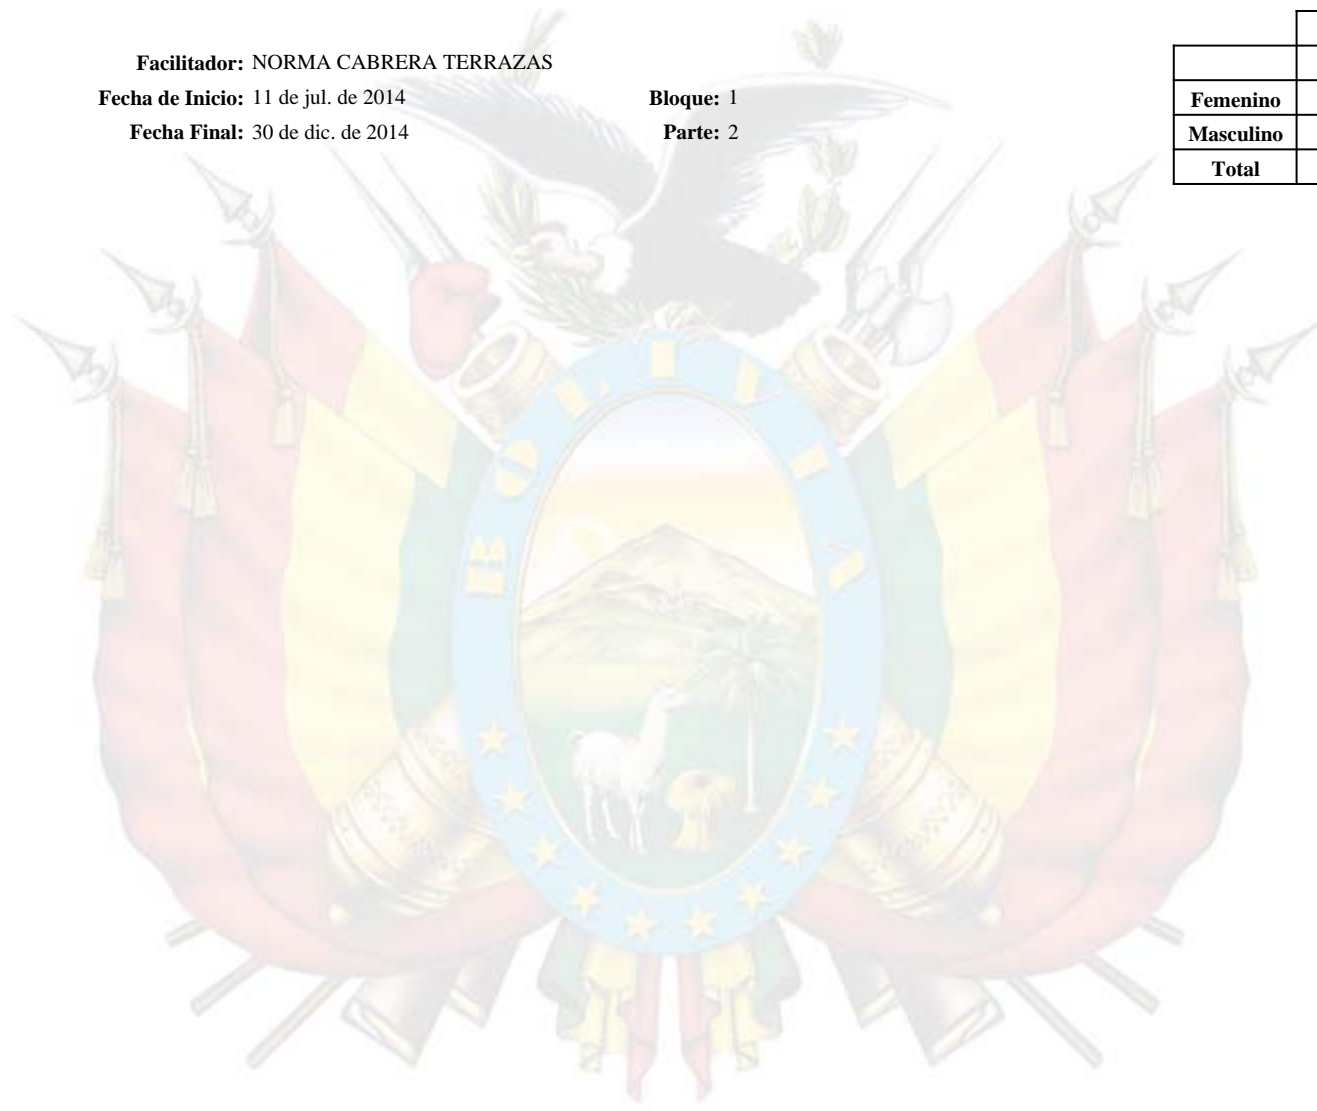 Facilitador: NORMA CABRERA TERRAZAS
Fecha de Inicio: 11 de jul. de 2014 Bloque: 1
Fecha Final: 30 de dic. de 2014 Parte: 2
Femenino
Masculino
Total
BOLIVIA